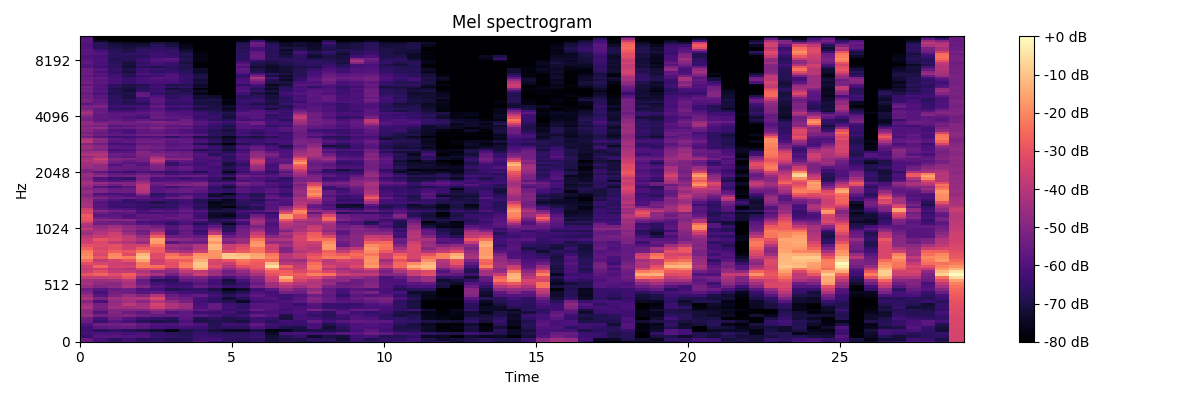 Mel spectrogram
8192
4096
2048
1024
512
0
Hz
0 5 10 15 20 25
Time
+0 dB
-10 dB
-20 dB
-30 dB
-40 dB
-50 dB
-60 dB
-70 dB
-80 dB